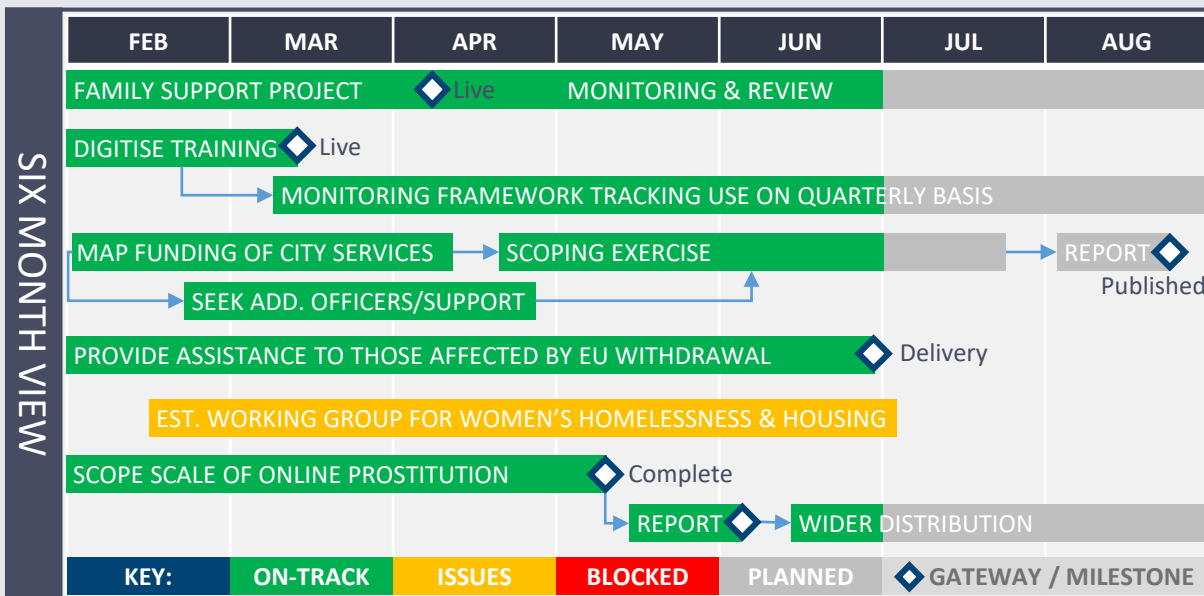 SIX MONTH VIEW
FEB MAR APR MAY JUN JUL AUG
FAMILY SUPPORT PROJECT Live MONITORING & REVIEW
DIGITISE TRAINING Live
MONITORING FRAMEWORK TRACKING USE ON QUARTERLY BASIS
MAP FUNDING OF CITY SERVICES SCOPING EXERCISE REPORT
Published
SEEK ADD. OFFICERS/SUPPORT
PROVIDE ASSISTANCE TO THOSE AFFECTED BY EU WITHDRAWAL Delivery
EST. WORKING GROUP FOR WOMEN’S HOMELESSNESS & HOUSING
SCOPE SCALE OF ONLINE PROSTITUTION Complete
REPORT WIDER DISTRIBUTION
KEY: ON-TRACK ISSUES BLOCKED PLANNED GATEWAY / MILESTONE